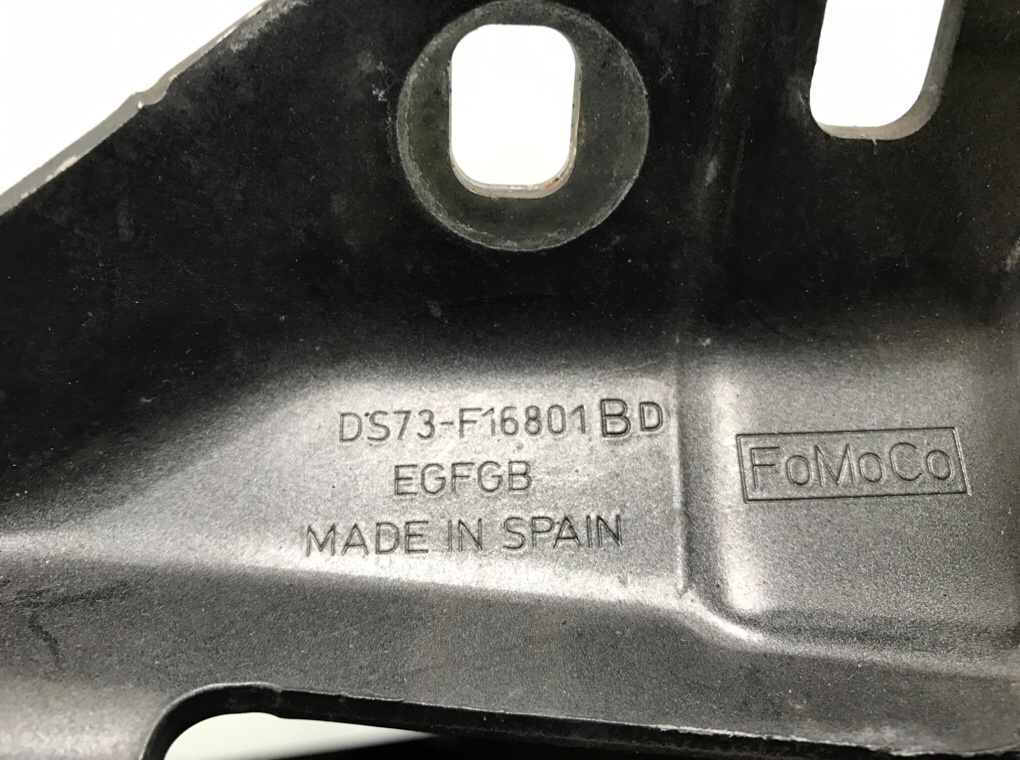 DS73-F16801BD
EGFGB
MADE IN SPAIN
FoMoCo